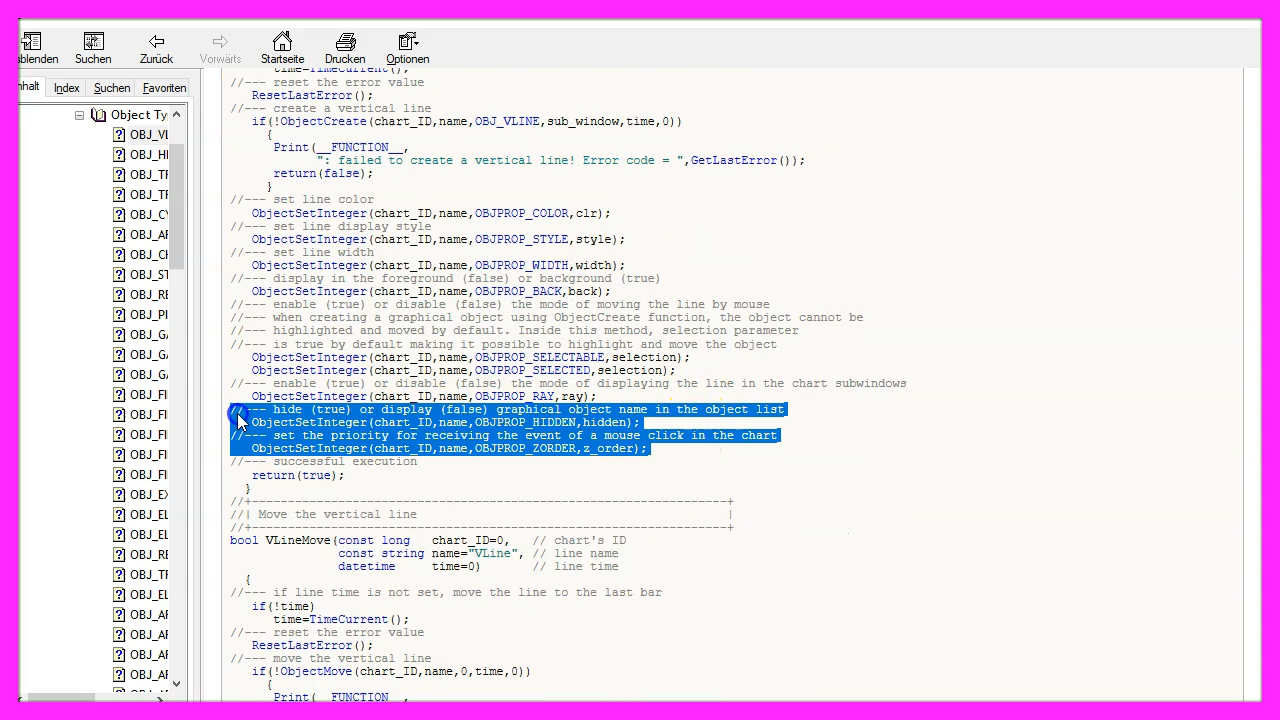 blenden
Suchen
Zurück
Vorwärts
Startseite
Drucken
Optionen
halt
Index
Suchen
Favoriten
Object Ty
OBJ_VL
OBJ_HI
OBJ_TF
OBJ_TF
OBJ_CY
OBJ_AF
OBJ_CH
OBJ_ST
OBJ_RE
OBJ_PI
OBJ_GA
OBJ_GA
OBJ_GA
OBJ_FI
OBJ_FI
OBJ_FI
OBJ_FI
OBJ_FI
OBJ_EX
OBJ_EL
OBJ_EL
OBJ_RE
OBJ_TF
OBJ_EL
OBJ_AF
OBJ_AF
OBJ_AF
OBJ_AF
time=TimeCurrent();
//--- reset the error value
ResetLastError();
//--- create a vertical line
if(!ObjectCreate(chart_ID,name,OBJ_VLINE,sub_window,time,0))
{
Print(__FUNCTION__,
": failed to create a vertical line! Error code = ",GetLastError());
return(false);
}
//--- set line color
ObjectSetInteger(chart_ID,name,OBJPROP_COLOR,clr);
//--- set line display style
ObjectSetInteger(chart_ID,name,OBJPROP_STYLE,style);
//--- set line width
ObjectSetInteger(chart_ID,name,OBJPROP_WIDTH,width);
//--- display in the foreground (false) or background (true)
ObjectSetInteger(chart_ID,name,OBJPROP_BACK,back);
//--- enable (true) or disable (false) the mode of moving the line by mouse
//--- when creating a graphical object using ObjectCreate function, the object cannot be
//--- highlighted and moved by default. Inside this method, selection parameter
//--- is true by default making it possible to highlight and move the object
ObjectSetInteger(chart_ID,name,OBJPROP_SELECTABLE,selection);
ObjectSetInteger(chart_ID,name,OBJPROP_SELECTED,selection);
//--- enable (true) or disable (false) the mode of displaying the line in the chart subwindows
ObjectSetInteger(chart_ID,name,OBJPROP_RAY,ray);
//--- hide (true) or display (false) graphical object name in the object list
ObjectSetInteger(chart_ID,name,OBJPROP_HIDDEN,hidden);
//--- set the priority for receiving the event of a mouse click in the chart
ObjectSetInteger(chart_ID,name,OBJPROP_ZORDER,z_order);
//--- successful execution
return(true);
}
//+------------------------------------------------------------------+
//| Move the vertical line |
//+------------------------------------------------------------------+
bool VLineMove(const long chart_ID=0, // chart's ID
const string name="VLine", // line name
datetime time=0) // line time
{
//--- if line time is not set, move the line to the last bar
if(!time)
time=TimeCurrent();
//--- reset the error value
ResetLastError();
//--- move the vertical line
if(!ObjectMove(chart_ID,name,0,time,0))
{
Print(__FUNCTION__,